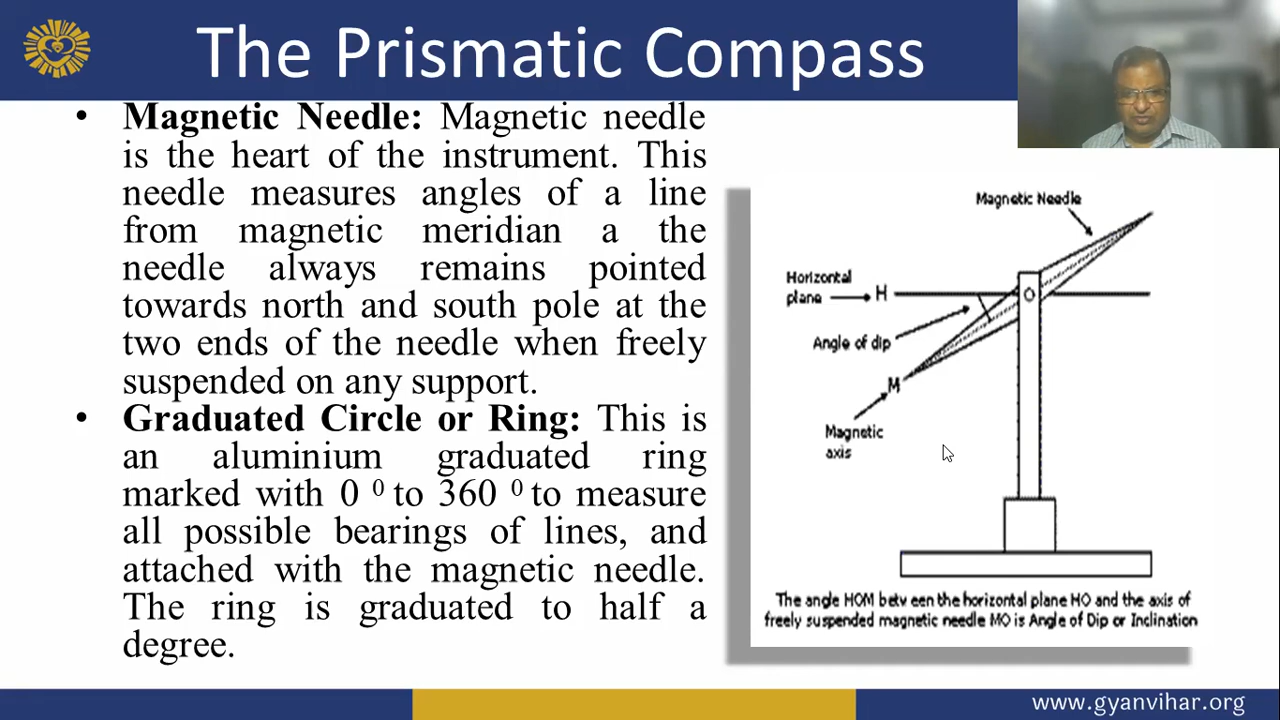 The Prismatic Compass
• Magnetic Needle: Magnetic needle
is the heart of the instrument. This
needle measures angles of a line
from magnetic meridian a the
needle always remains pointed
towards north and south pole at the
two ends of the needle when freely
suspended on any support.
• Graduated Circle or Ring: This is
an aluminium graduated ring
marked with 0 ⁰ to 360 ⁰ to measure
all possible bearings of lines, and
attached with the magnetic needle.
The ring is graduated to half a
degree.
Magnetic Needle
Horizontal
plane
H
O
Angle of dip
M
Magnetic
axis
The angle HOM betv een the horizontal plane HO and the axis of
freely suspended magnetic needle MO is Angle of Dip or Inclination
www.gyanvihar.org